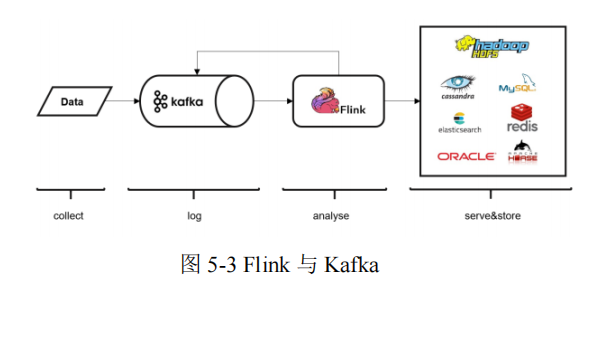 Data
kafka
Flink
hadoop
HDFS
cassandra
MySQL
elasticsearch
redis
ORACLE
HBASE
collect
log
analyse
serve&store
图 5-3 Flink 与 Kafka